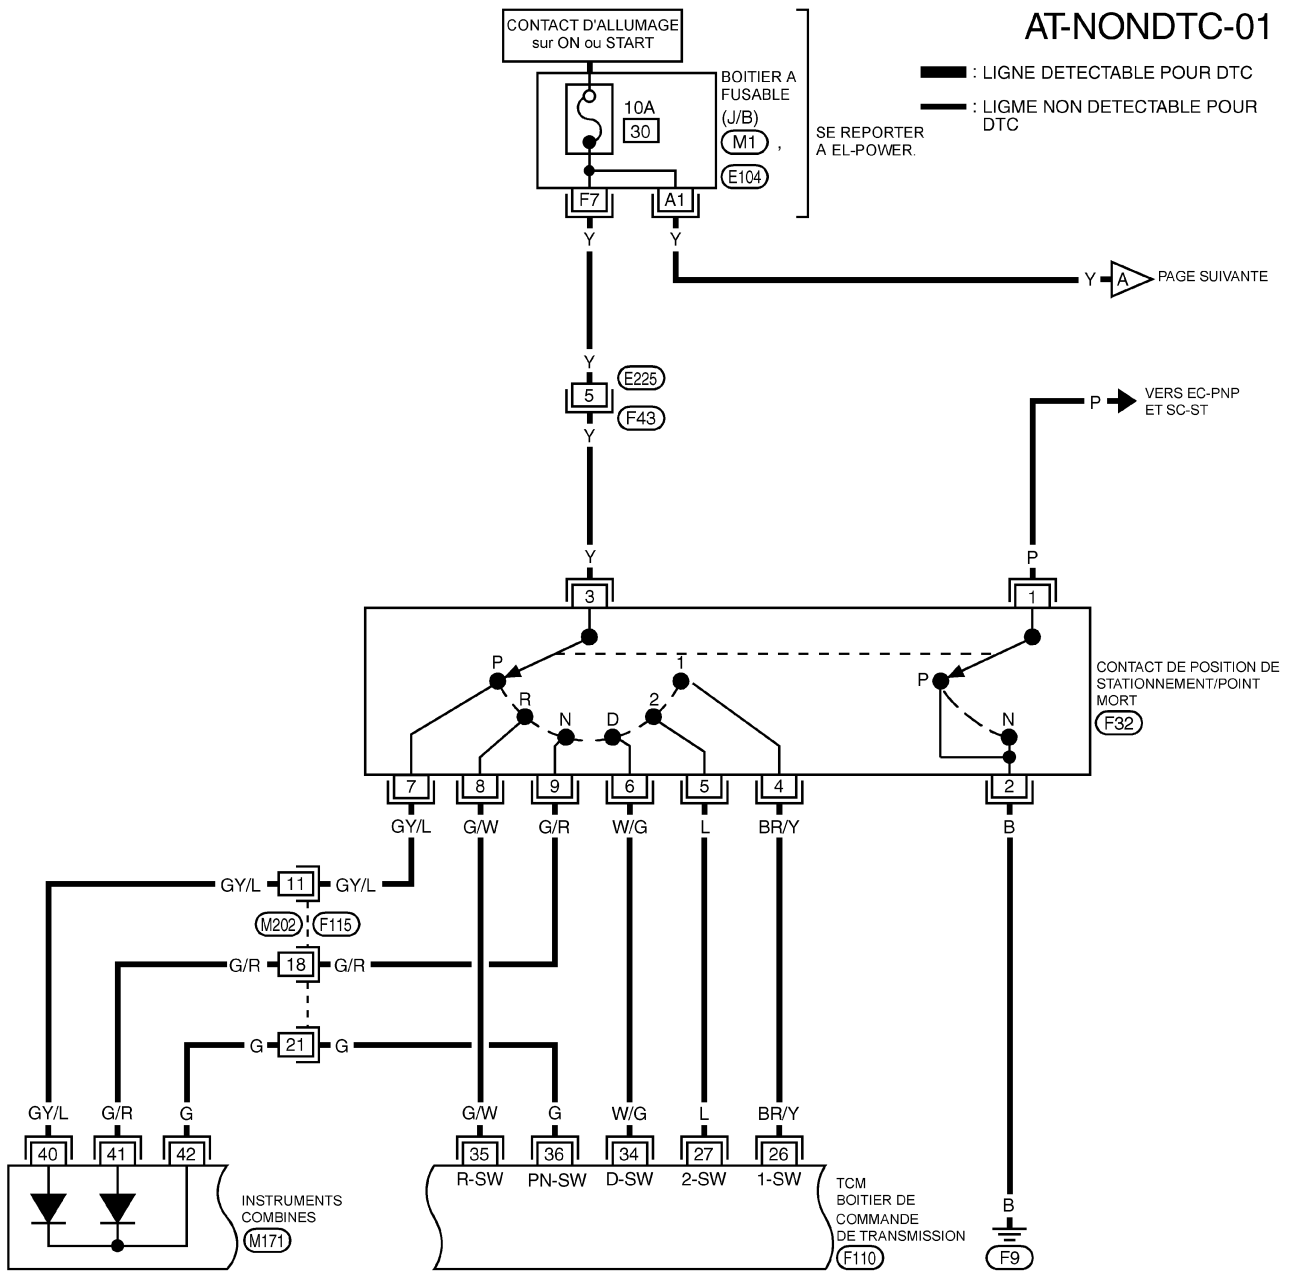 AT-NONDTC-01
CONTACT D'ALLUMAGE
sur ON ou START
: LIGNE DETECTABLE POUR DTC
: LIGME NON DETECTABLE POUR
DTC
10A
30
BOITIER A
FUSABLE
(J/B)
M1 ,
E104
SE REPORTER
A EL-POWER.
F7
A1
Y
Y
Y
A
PAGE SUIVANTE
Y
E225
5
F43
Y
P
VERS EC-PNP
ET SC-ST
Y
P
3
1
P
R
N
D
2
1
P
N
CONTACT DE POSITION DE
STATIONNEMENT/POINT
MORT
F32
7
8
9
6
5
4
2
GY/L
G/W
G/R
W/G
L
BR/Y
B
GY/L
11
GY/L
M202
F115
G/R
18
G/R
G
21
G
GY/L
G/R
G
G/W
G
W/G
L
BR/Y
40
41
42
35
36
34
27
26
R-SW
PN-SW
D-SW
2-SW
1-SW
INSTRUMENTS
COMBINES
M171
TCM
BOITIER DE
COMMANDE
DE TRANSMISSION
F110
B
F9